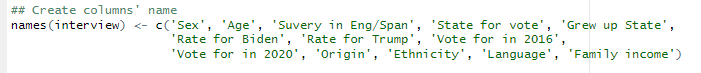 ## Create columns' name
names(interview) <- c('Sex', 'Age', 'Suvery in Eng/Span', 'State for vote', 'Grew up State',
'Rate for Biden', 'Rate for Trump', 'Vote for in 2016',
'Vote for in 2020', 'Origin', 'Ethnicity', 'Language', 'Family income')